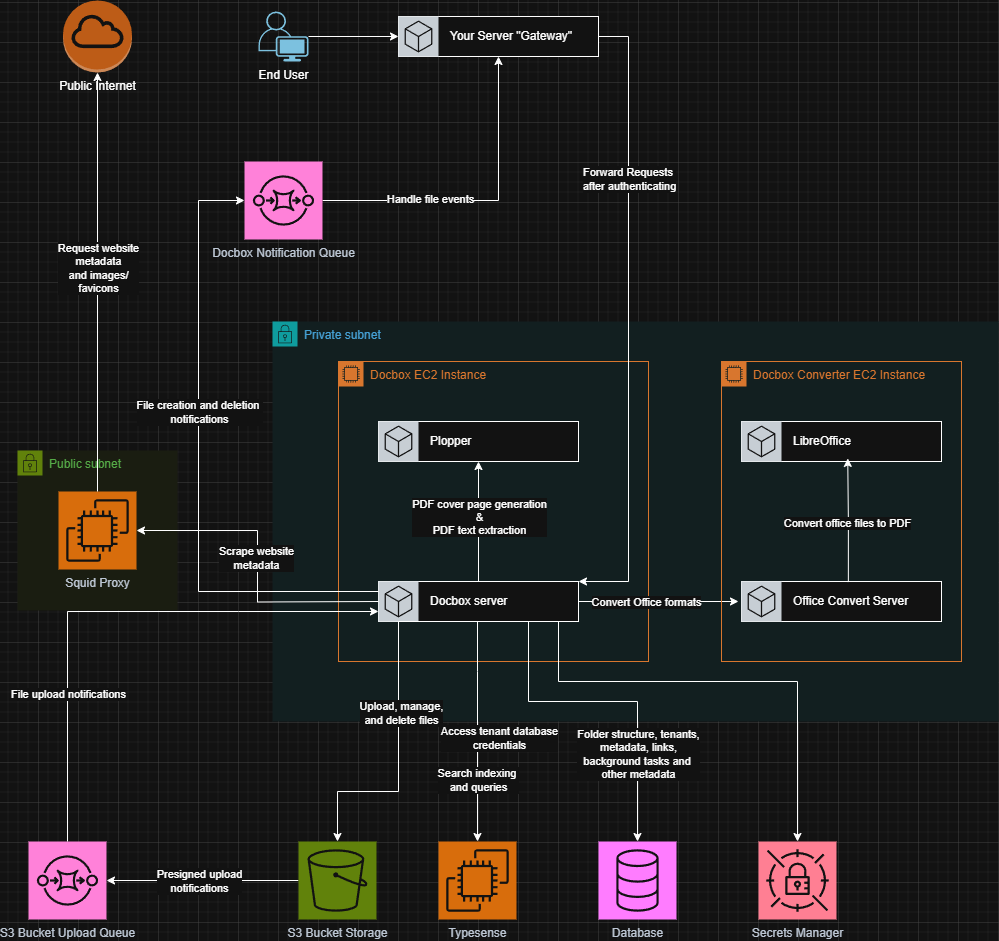 Your Server "Gateway"
End User
Public Internet
Forward Requests
after authenticating
Handle file events
Docbox Notification Queue
Request website
metadata
and images/
favicons
Private subnet
Docbox EC2 Instance
Docbox Converter EC2 Instance
File creation and deletion
notifications
Plopper
LibreOffice
Public subnet
PDF cover page generation
&
PDF text extraction
Convert office files to PDF
Scrape website
metadata
Squid Proxy
Docbox server
Convert Office formats
Office Convert Server
File upload notifications
Upload, manage,
and delete files
Access tenant database
credentials
Search indexing
and queries
Folder structure, tenants,
metadata, links,
background tasks and
other metadata
Presigned upload
notifications
S3 Bucket Upload Queue
S3 Bucket Storage
Typesense
Database
Secrets Manager